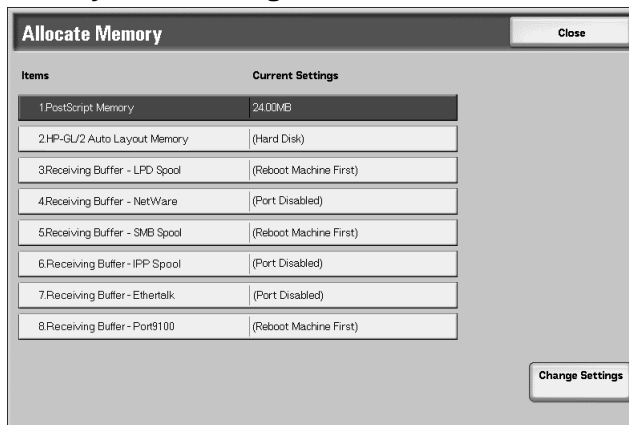 Allocate Memory
Close
Items Current Settings
1.PostScript Memory 24.00MB
2.HP-GL/2 Auto Layout Memory (Hard Disk)
3.Receiving Buffer - LPD Spool (Reboot Machine First)
4.Receiving Buffer - NetWare (Port Disabled)
5.Receiving Buffer - SMB Spool (Reboot Machine First)
6.Receiving Buffer - IPP Spool (Port Disabled)
7.Receiving Buffer - Ethertalk (Port Disabled)
8.Receiving Buffer - Port9100 (Reboot Machine First)
Change Settings